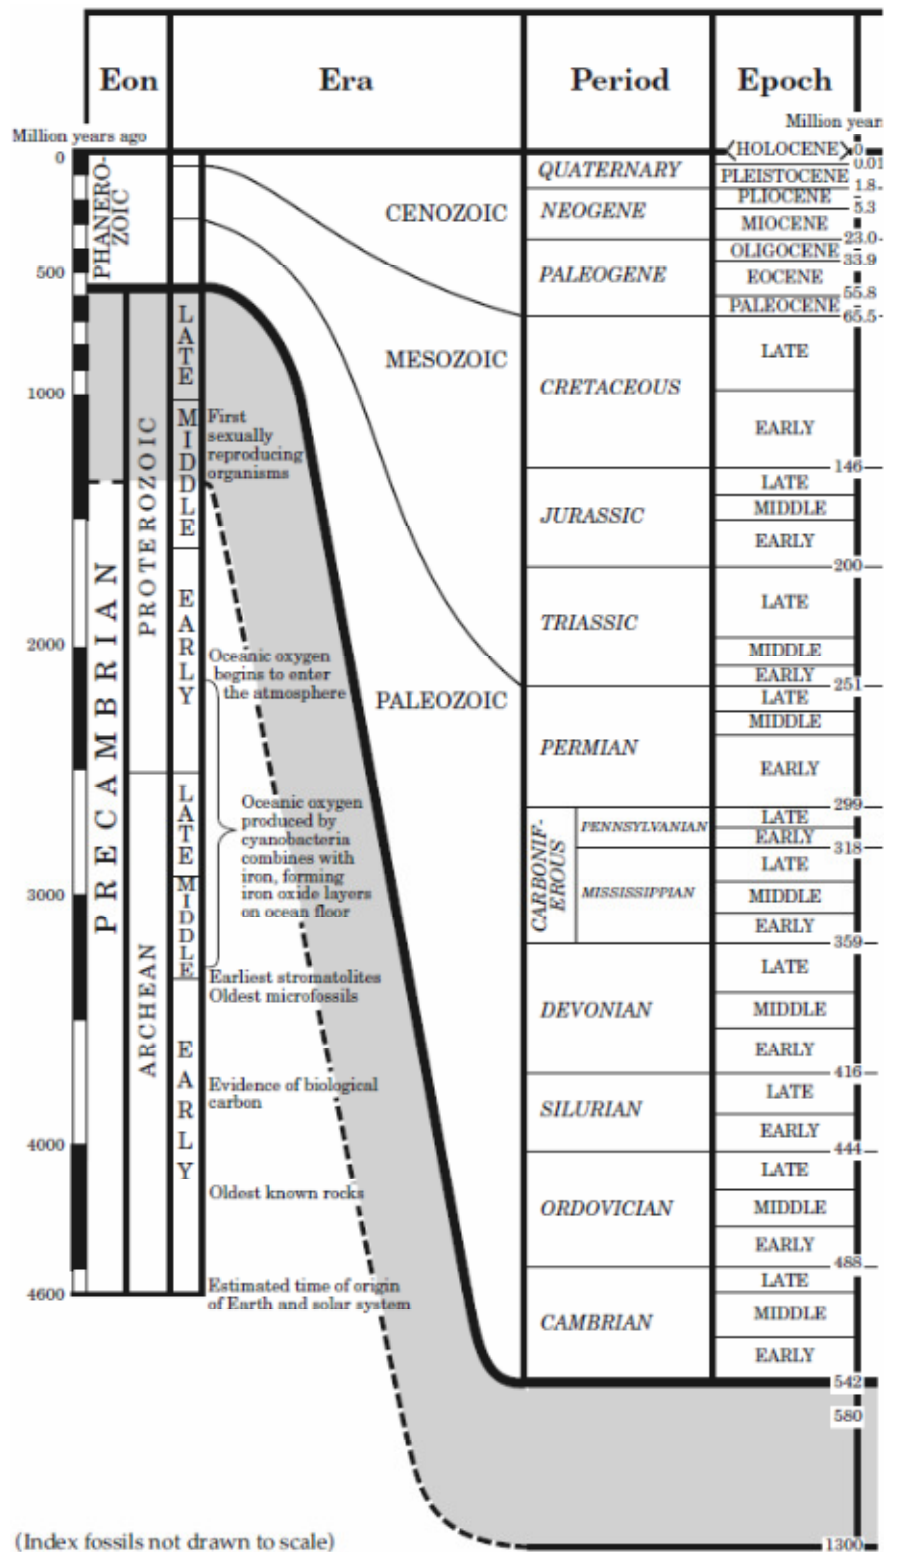 Eon
Era
Period
Epoch
Million years ago
Million year
0
500
1000
2000
3000
4000
4600
PHANERO-
ZOIC
PRECAMBRIAN
PROTEROZOIC
ARCHEAN
LATE
MIDDLE
EARLY
LATE
MIDDLE
EARLY
First
sexually
reproducing
organisms
Oceanic oxygen
begins to enter
the atmosphere
Oceanic oxygen
produced by
cyanobacteria
combines with
iron, forming
iron oxide layers
on ocean floor
Earliest stromatolites
Oldest microfossils
Evidence of biological
carbon
Oldest known rocks
Estimated time of origin
of Earth and solar system
CENOZOIC
MESOZOIC
PALEOZOIC
QUATERNARY
NEOGENE
PALEOGENE
CRETACEOUS
JURASSIC
TRIASSIC
PERMIAN
CARBONIF-
EROUS
PENNSYLVANIAN
MISSISSIPPIAN
DEVONIAN
SILURIAN
ORDOVICIAN
CAMBRIAN
HOLOCENE 0
0.01
PLEISTOCENE
1.8
PLIOCENE
5.3
MIOCENE
23.0
OLIGOCENE
33.9
EOCENE
55.8
PALEOCENE
65.5
LATE
EARLY
146
LATE
MIDDLE
EARLY
200
LATE
MIDDLE
EARLY
251
LATE
MIDDLE
EARLY
299
LATE
EARLY
318
LATE
MIDDLE
EARLY
359
LATE
MIDDLE
EARLY
416
LATE
EARLY
444
LATE
MIDDLE
EARLY
488
LATE
MIDDLE
EARLY
542
580
1300
(Index fossils not drawn to scale)